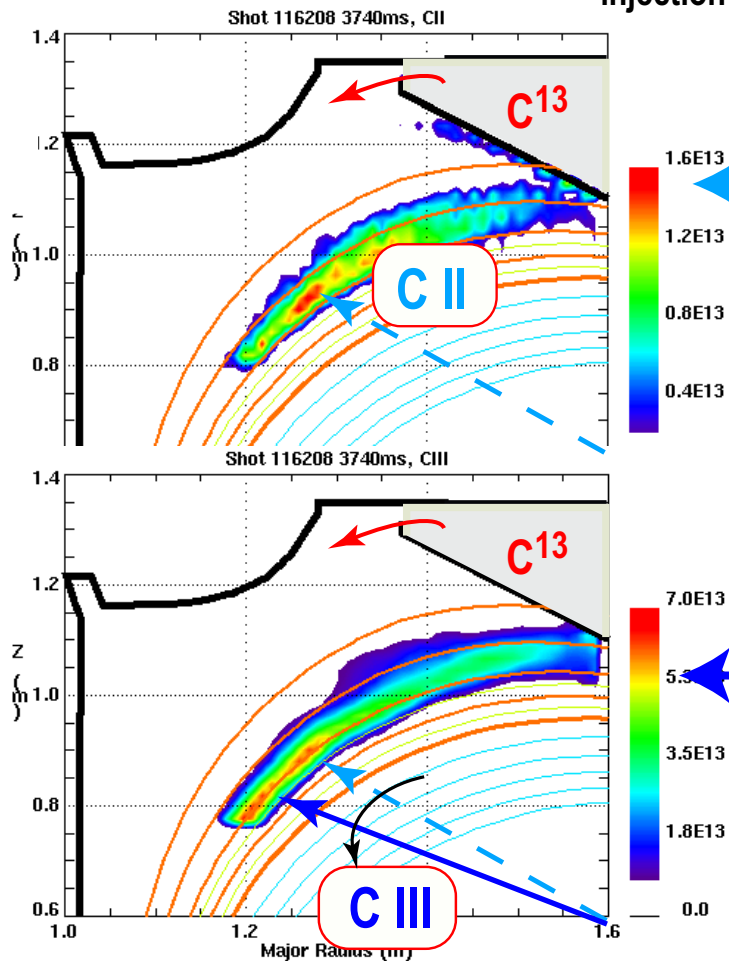 injection
Shot 116208 3740ms, CII
1.4
C13
1.2
1.6E13
1.2E13
1.0
C II
0.8E13
0.8
0.4E13
Shot 116208 3740ms, CIII
1.4
C13
1.2
7.0E13
Z
(m)
1.0
3.5E13
0.8
1.8E13
C III
0.6
0.0
1.0
1.2
1.6
Major Radius (m)